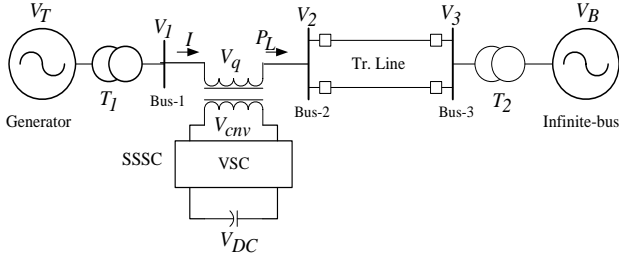 V_T
V_1
I
V_q
P_L
V_2
V_3
V_B
Tr. Line
T_1
Bus-1
Bus-2
Bus-3
T_2
Generator
Infinite-bus
V_cnv
SSSC
VSC
V_DC